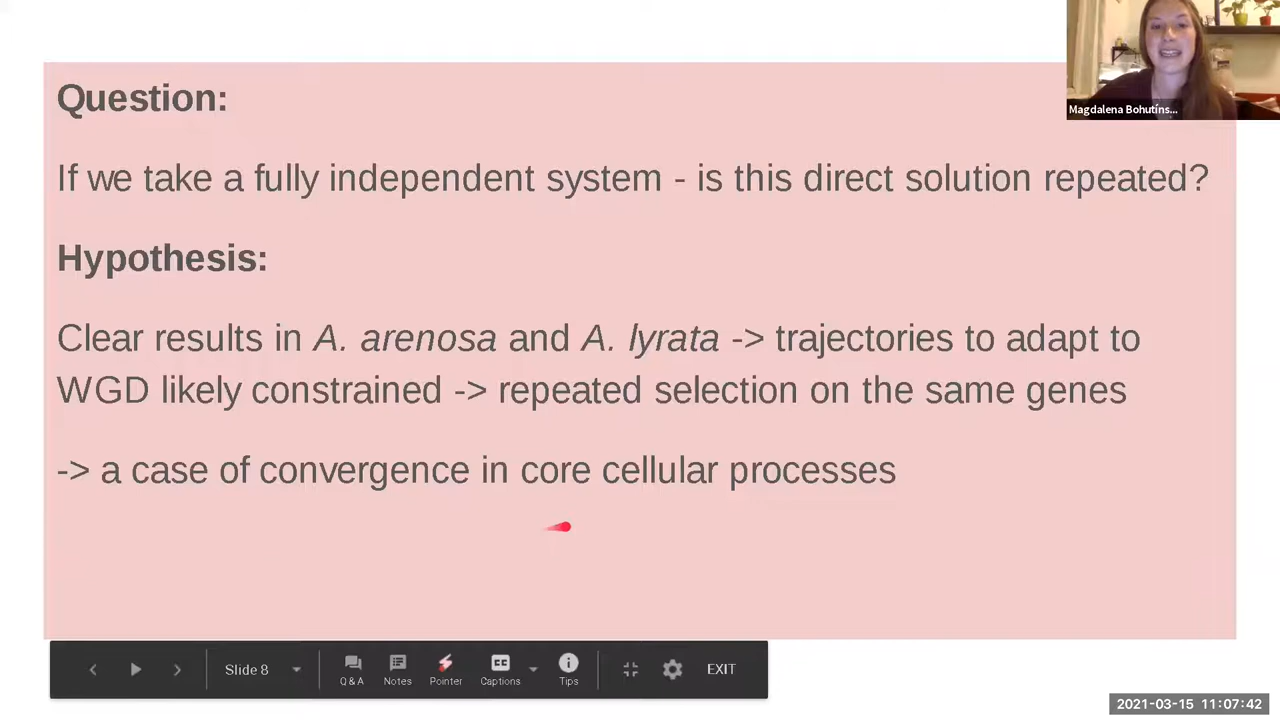 Question:
If we take a fully independent system - is this direct solution repeated?
Hypothesis:
Clear results in A. arenosa and A. lyrata -> trajectories to adapt to
WGD likely constrained -> repeated selection on the same genes
-> a case of convergence in core cellular processes
Magdalena Bohutíns...
Slide 8
Q & A
Notes
Pointer
CC
Captions
Tips
EXIT
2021-03-15 11:07:42